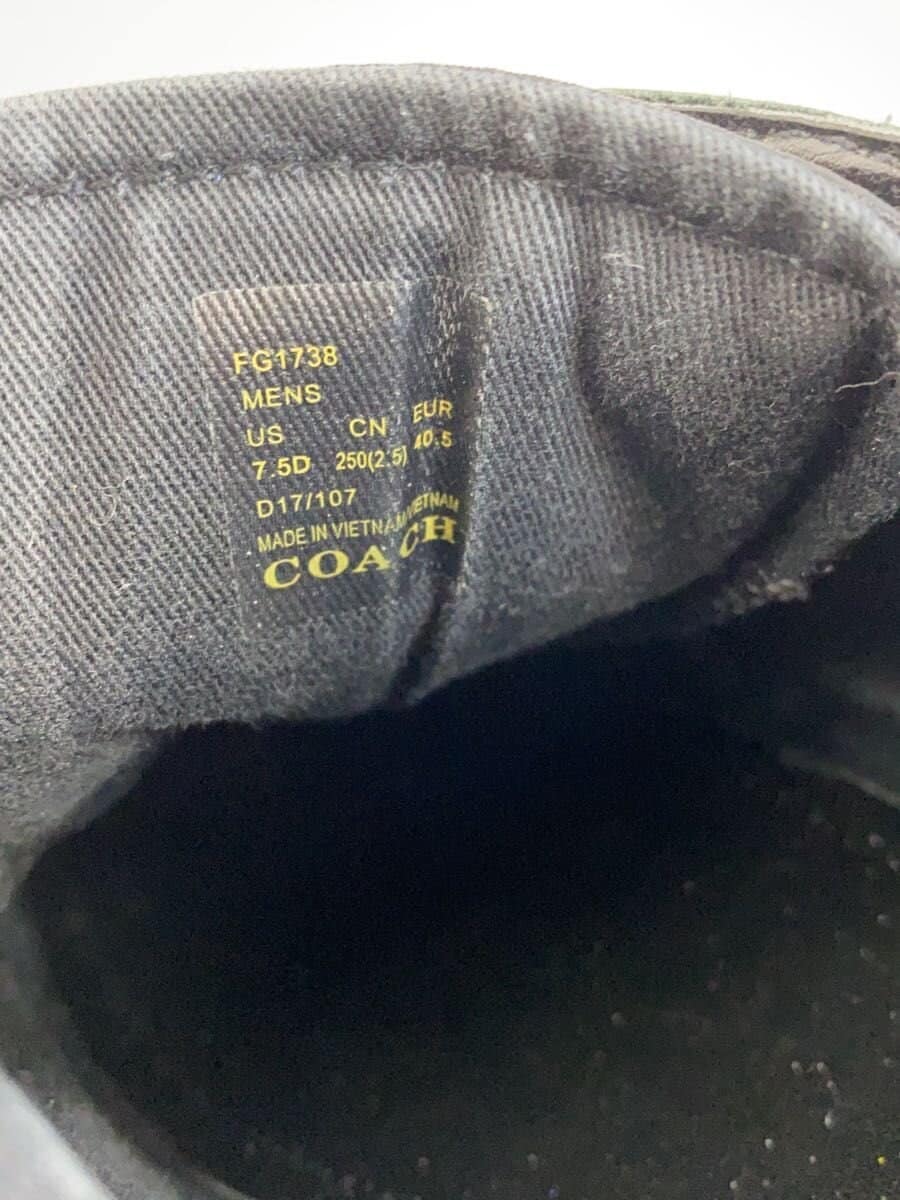 FG1738
MENS
US CN EUR
7.5D 250(2.5) 40.5
D17/107
MADE IN VIETNAM VIETNAM
COACH